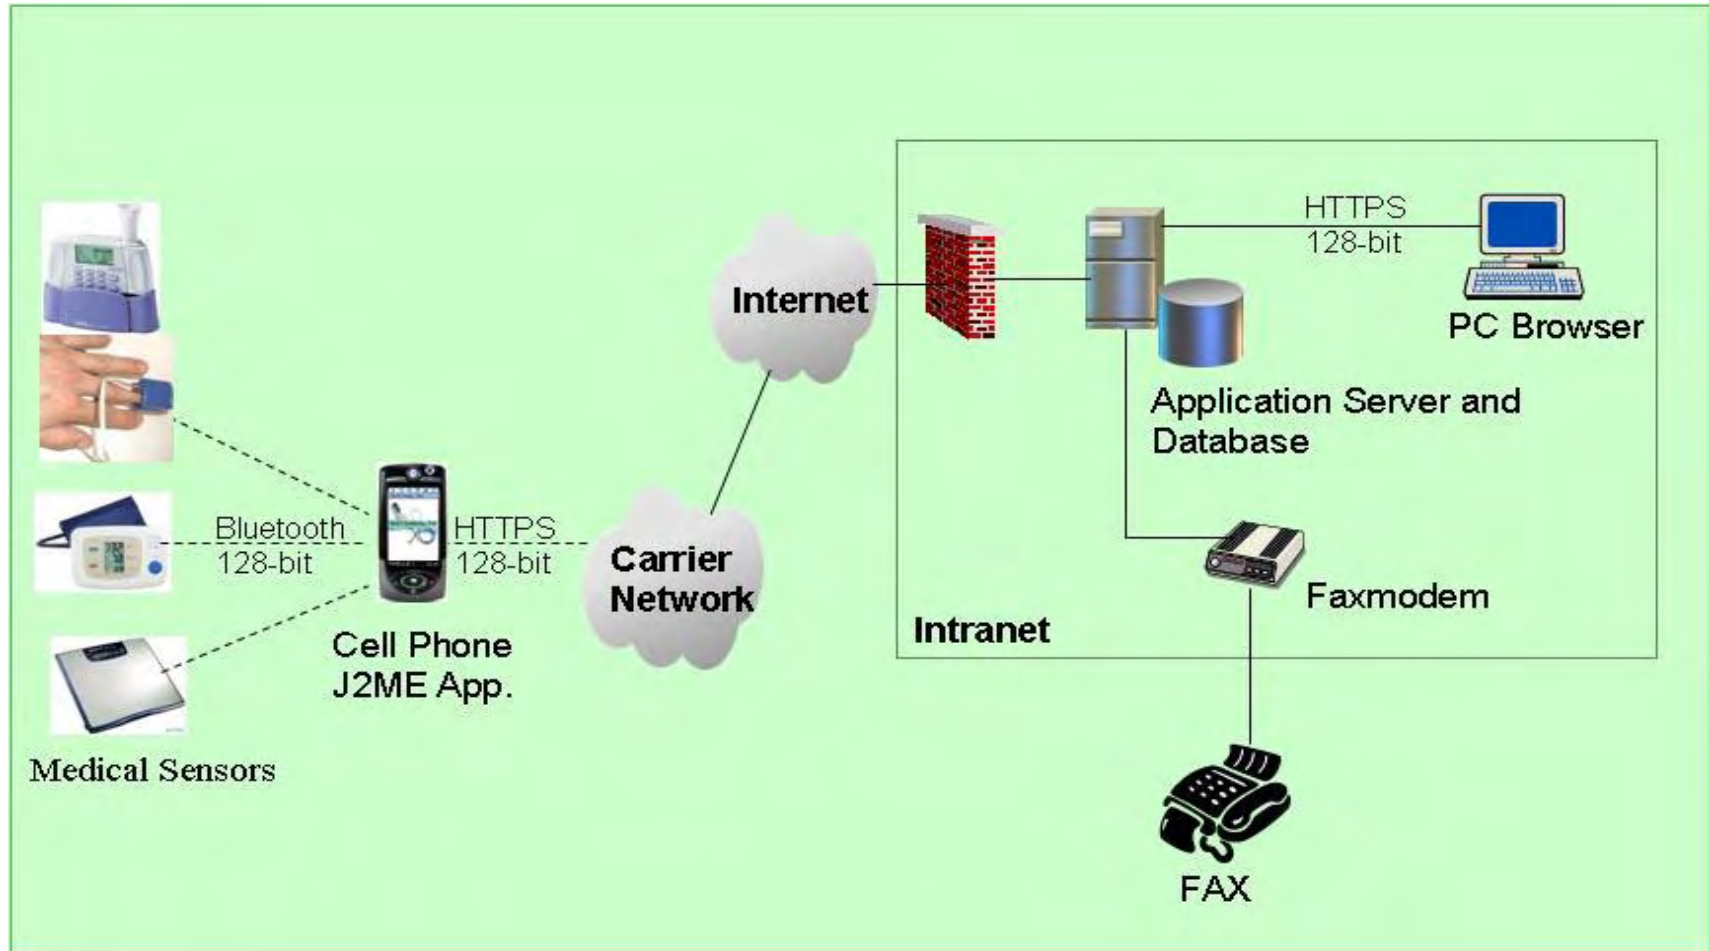 HTTPS
128-bit
Internet
PC Browser
Application Server and
Database
Bluetooth
128-bit
HTTPS
128-bit
Carrier
Network
Faxmodem
Intranet
Cell Phone
J2ME App.
Medical Sensors
FAX